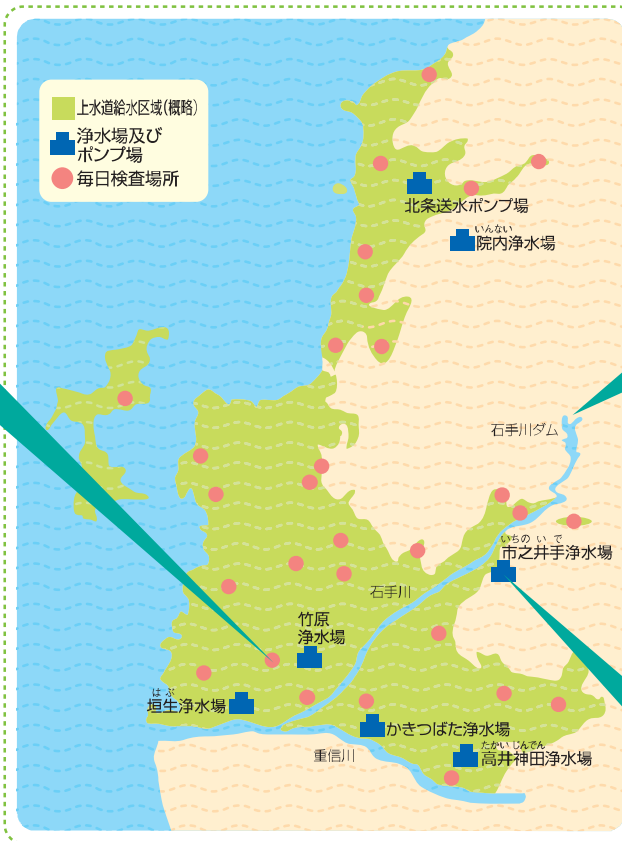 上水道給水区域(概略)
浄水場及び
ポンプ場
毎日検査場所
北条送水ポンプ場
いんない
院内浄水場
石手川ダム
いちの い で
市之井手浄水場
石手川
竹原
浄水場
は ぶ
垣生浄水場
かきつばた浄水場
重信川
たかい じんでん
高井神田浄水場